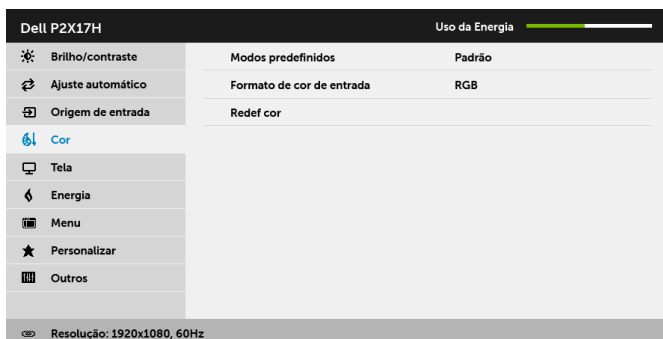 Dell P2X17H
Uso da Energia
Brilho/contraste
Modos predefinidos
Padrão
Ajuste automático
Formato de cor de entrada
RGB
Origem de entrada
Redef cor
Cor
Tela
Energia
Menu
Personalizar
Outros
Resolução: 1920x1080, 60Hz